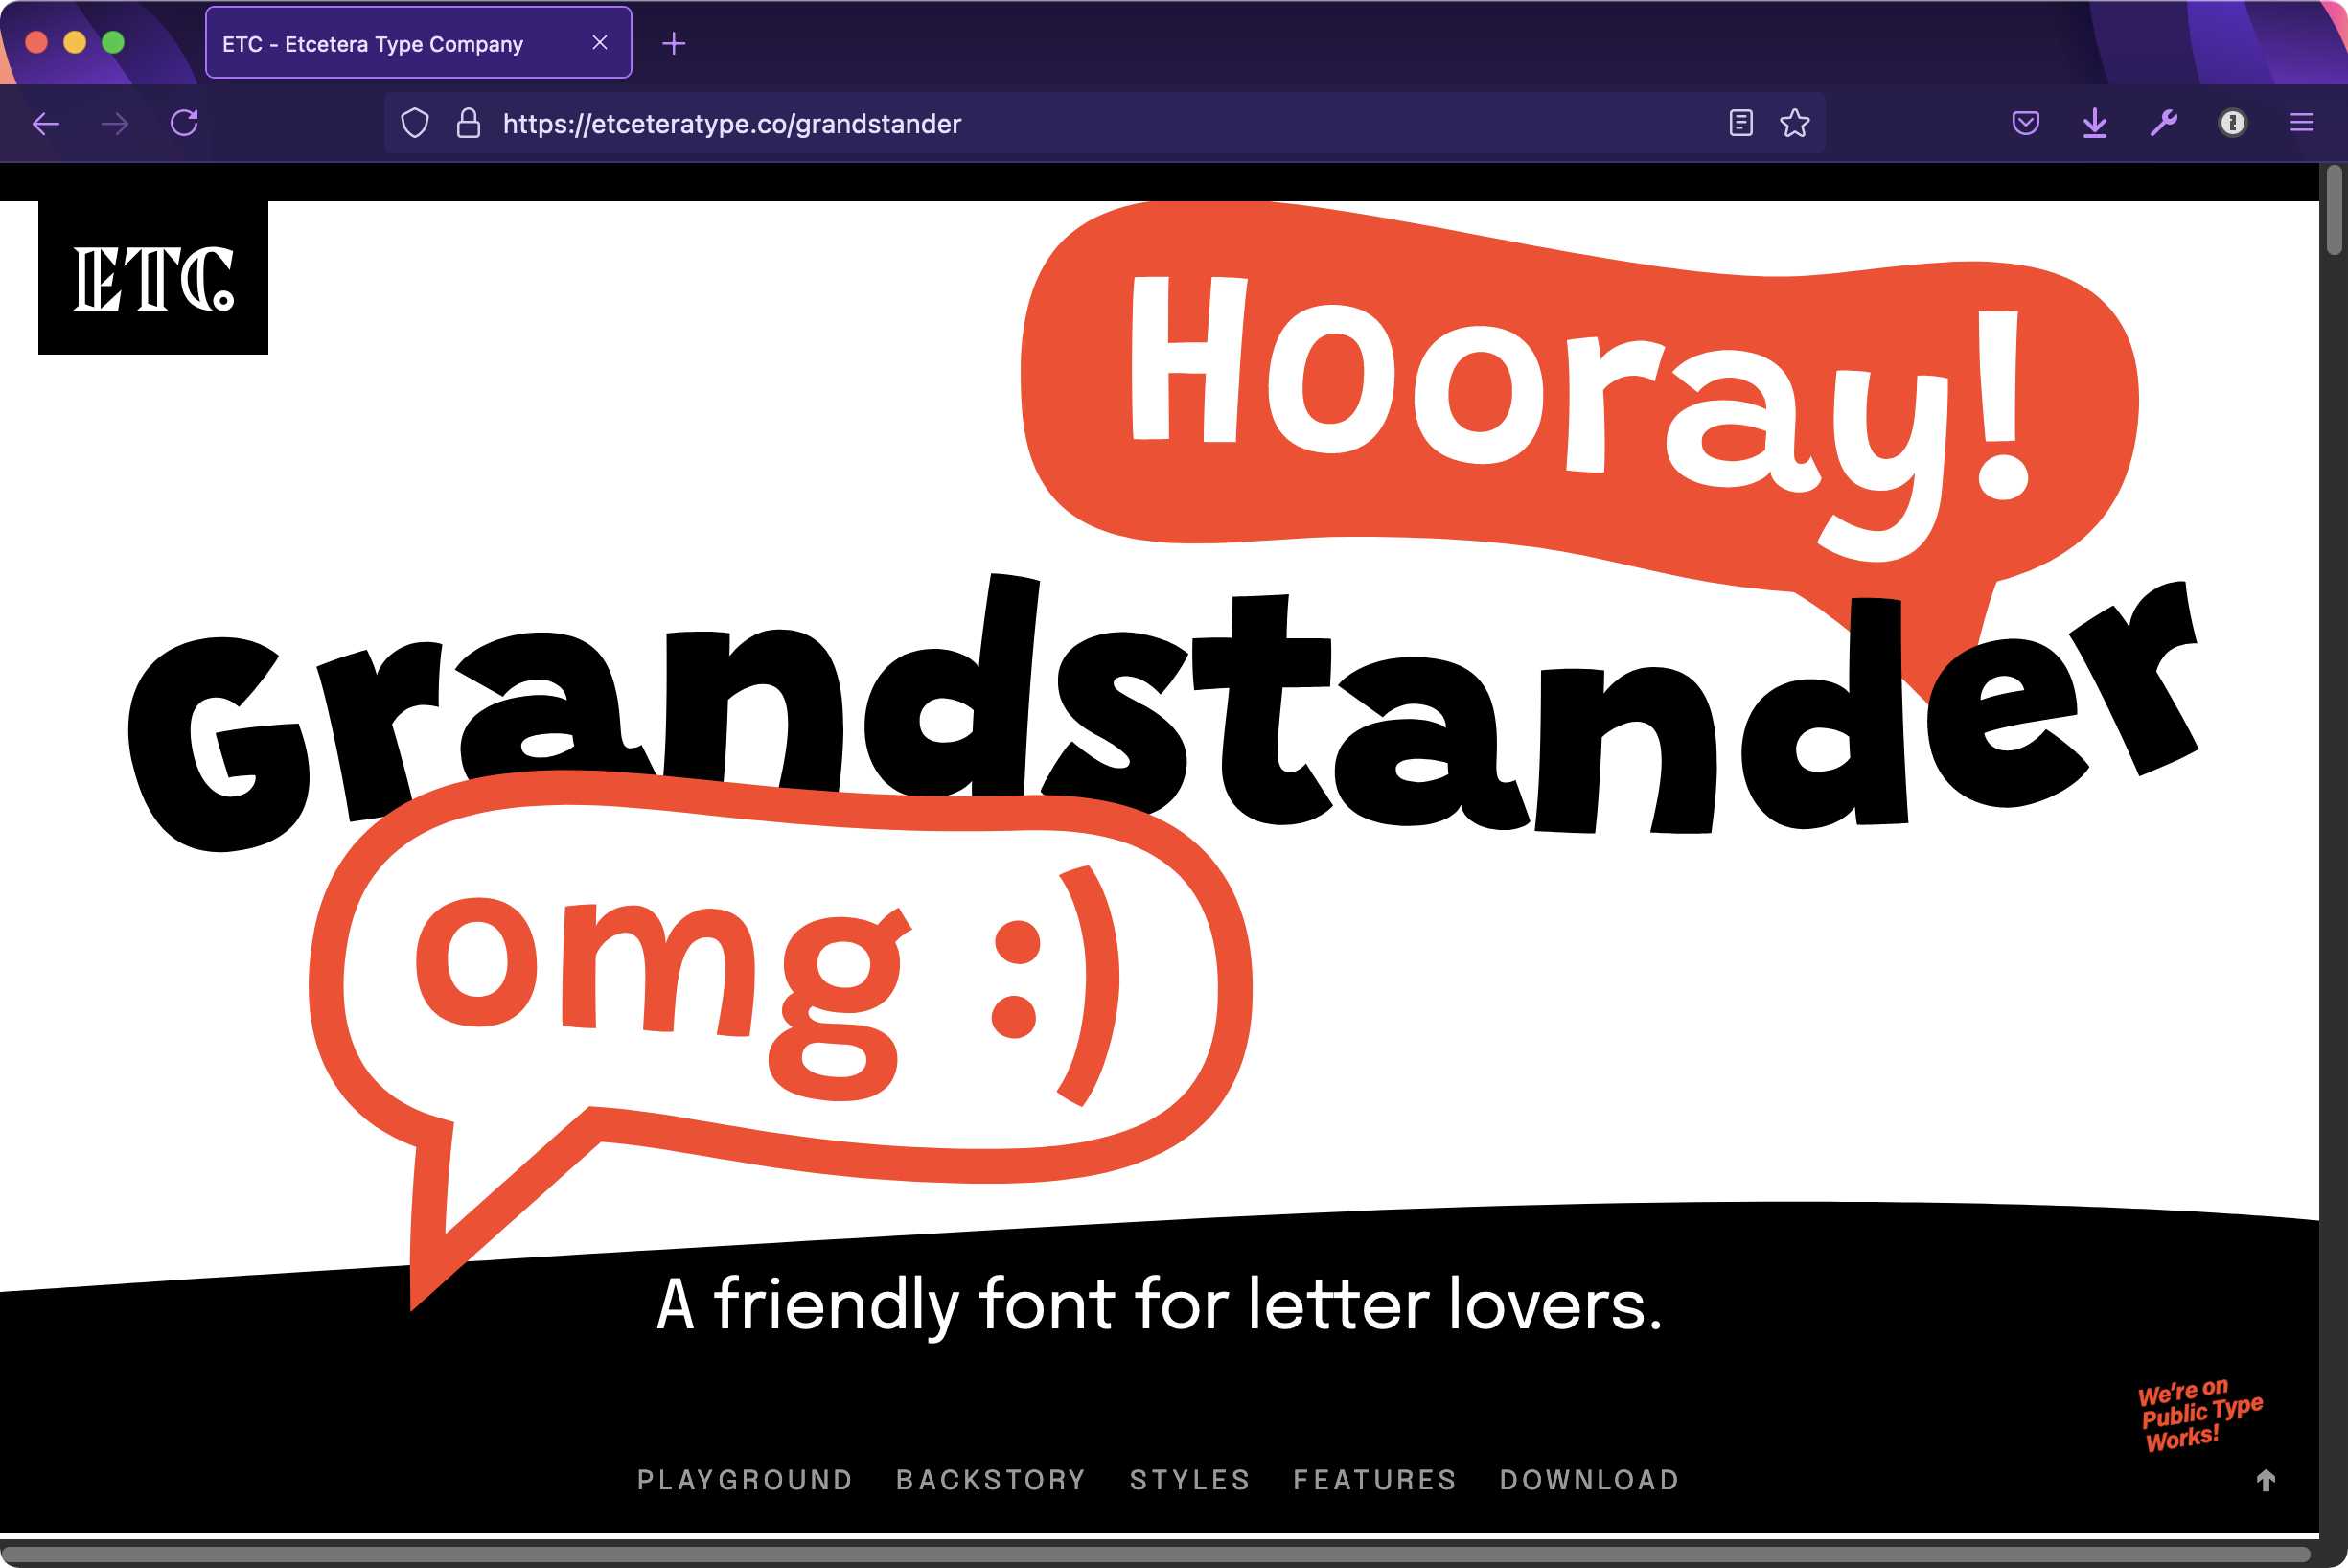 ETC - Etcetera Type Company
https://etceteratype.co/grandstander
ETC.
Hooray!
Grandstander
omg :)
A friendly font for letter lovers.
We're on
Public Type
Works!
PLAYGROUND BACKSTORY STYLES FEATURES DOWNLOAD